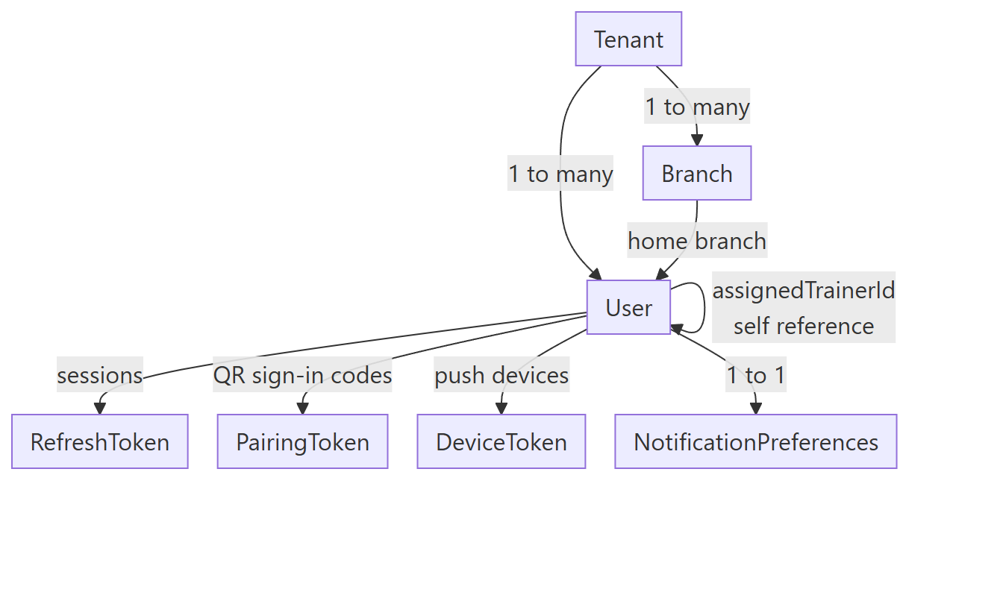 Tenant
1 to many
1 to many
Branch
home branch
assignedTrainerId
self reference
User
sessions
QR sign-in codes
push devices
1 to 1
RefreshToken
PairingToken
DeviceToken
NotificationPreferences